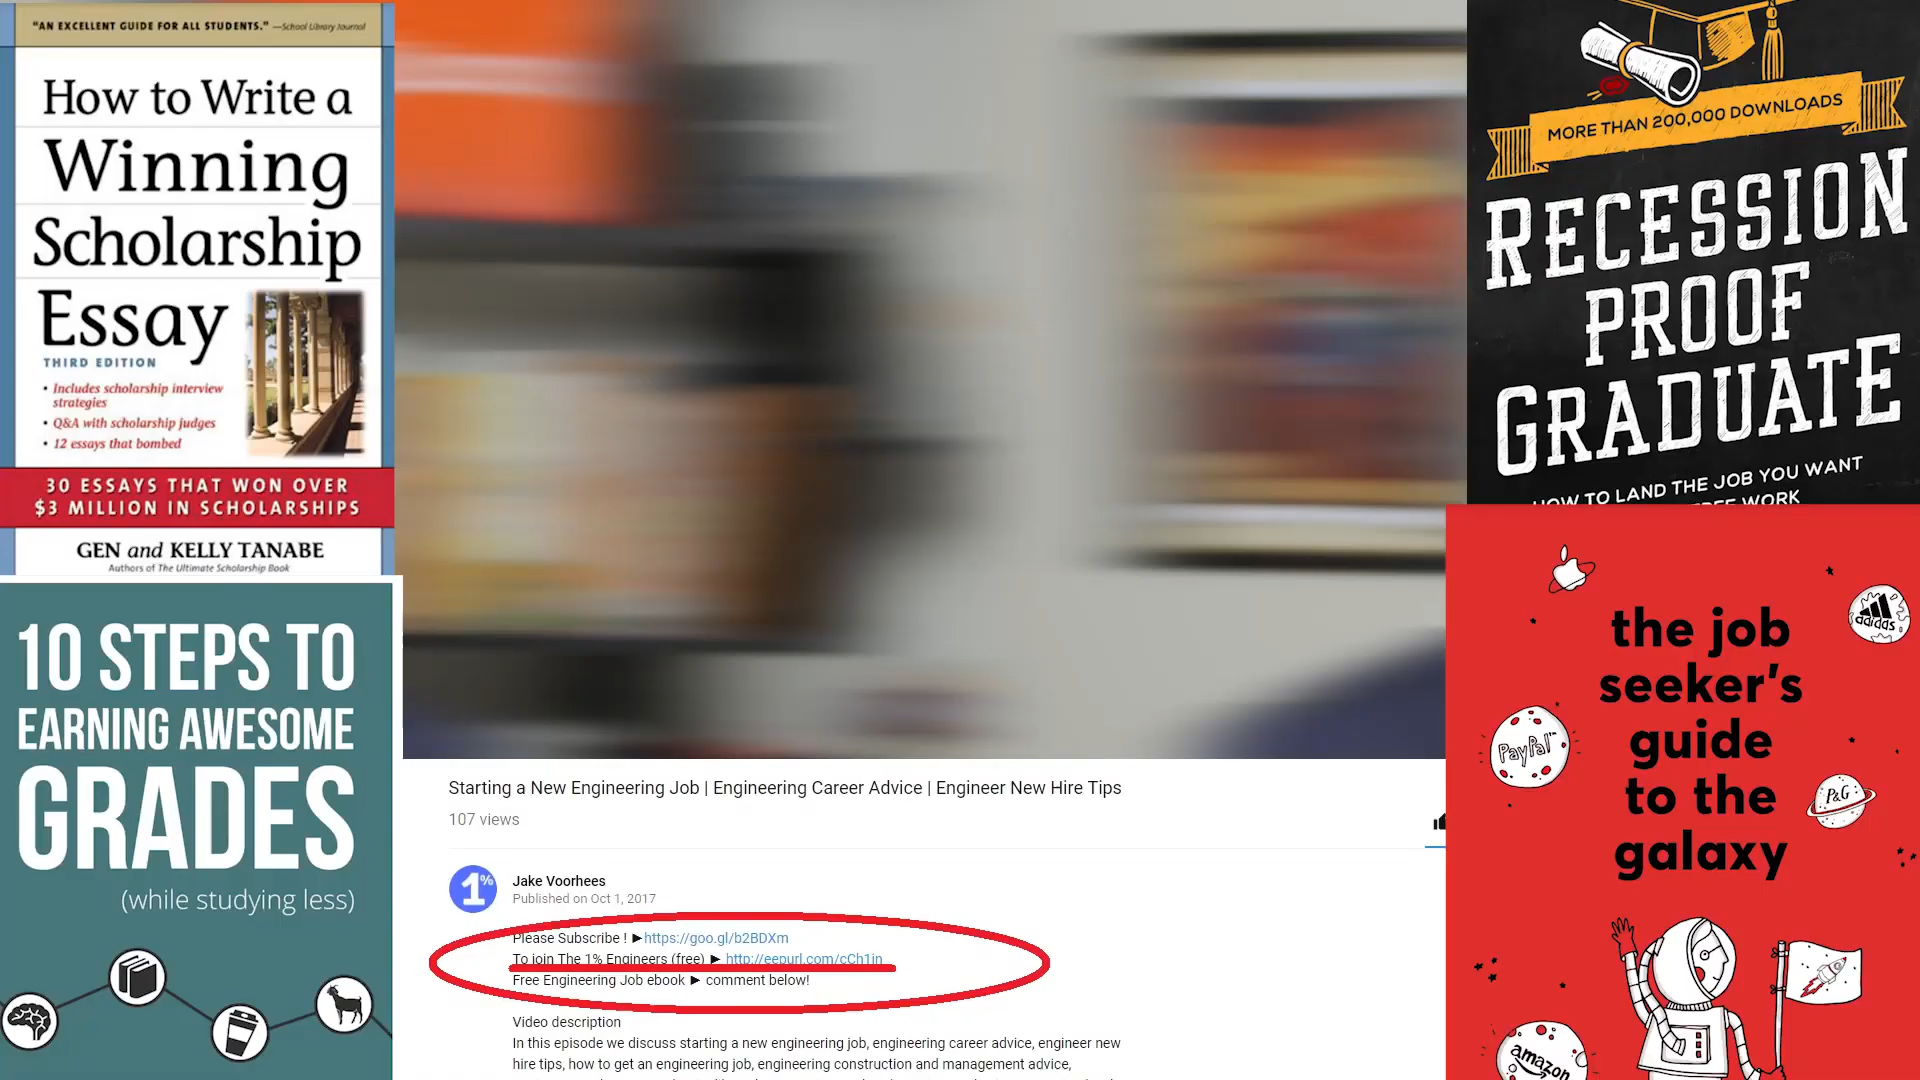 "AN EXCELLENT GUIDE FOR ALL STUDENTS." —School Library Journal
How to Write a
Winning
Scholarship
Essay
THIRD EDITION
• Includes scholarship interview
strategies
• Q&A with scholarship judges
• 12 essays that bombed
30 ESSAYS THAT WON OVER
$3 MILLION IN SCHOLARSHIPS
GEN and KELLY TANABE
Authors of The Ultimate Scholarship Book
10 STEPS TO
EARNING AWESOME
GRADES
(while studying less)
Starting a New Engineering Job | Engineering Career Advice | Engineer New Hire Tips
107 views
1%
Jake Voorhees
Published on Oct 1, 2017
Please Subscribe ! ►https://goo.gl/b2BDXm
To join The 1% Engineers (free) ► http://eepurl.com/cCh1in
Free Engineering Job ebook ► comment below!
Video description
In this episode we discuss starting a new engineering job, engineering career advice, engineer new
hire tips, how to get an engineering job, engineering construction and management advice,
MORE THAN 200,000 DOWNLOADS
RECESSION
PROOF
GRADUATE
HOW TO LAND THE JOB YOU WANT
FREE WORK
the job
seeker's
guide
to the
galaxy
adidas
PayPal
P&G
amazon